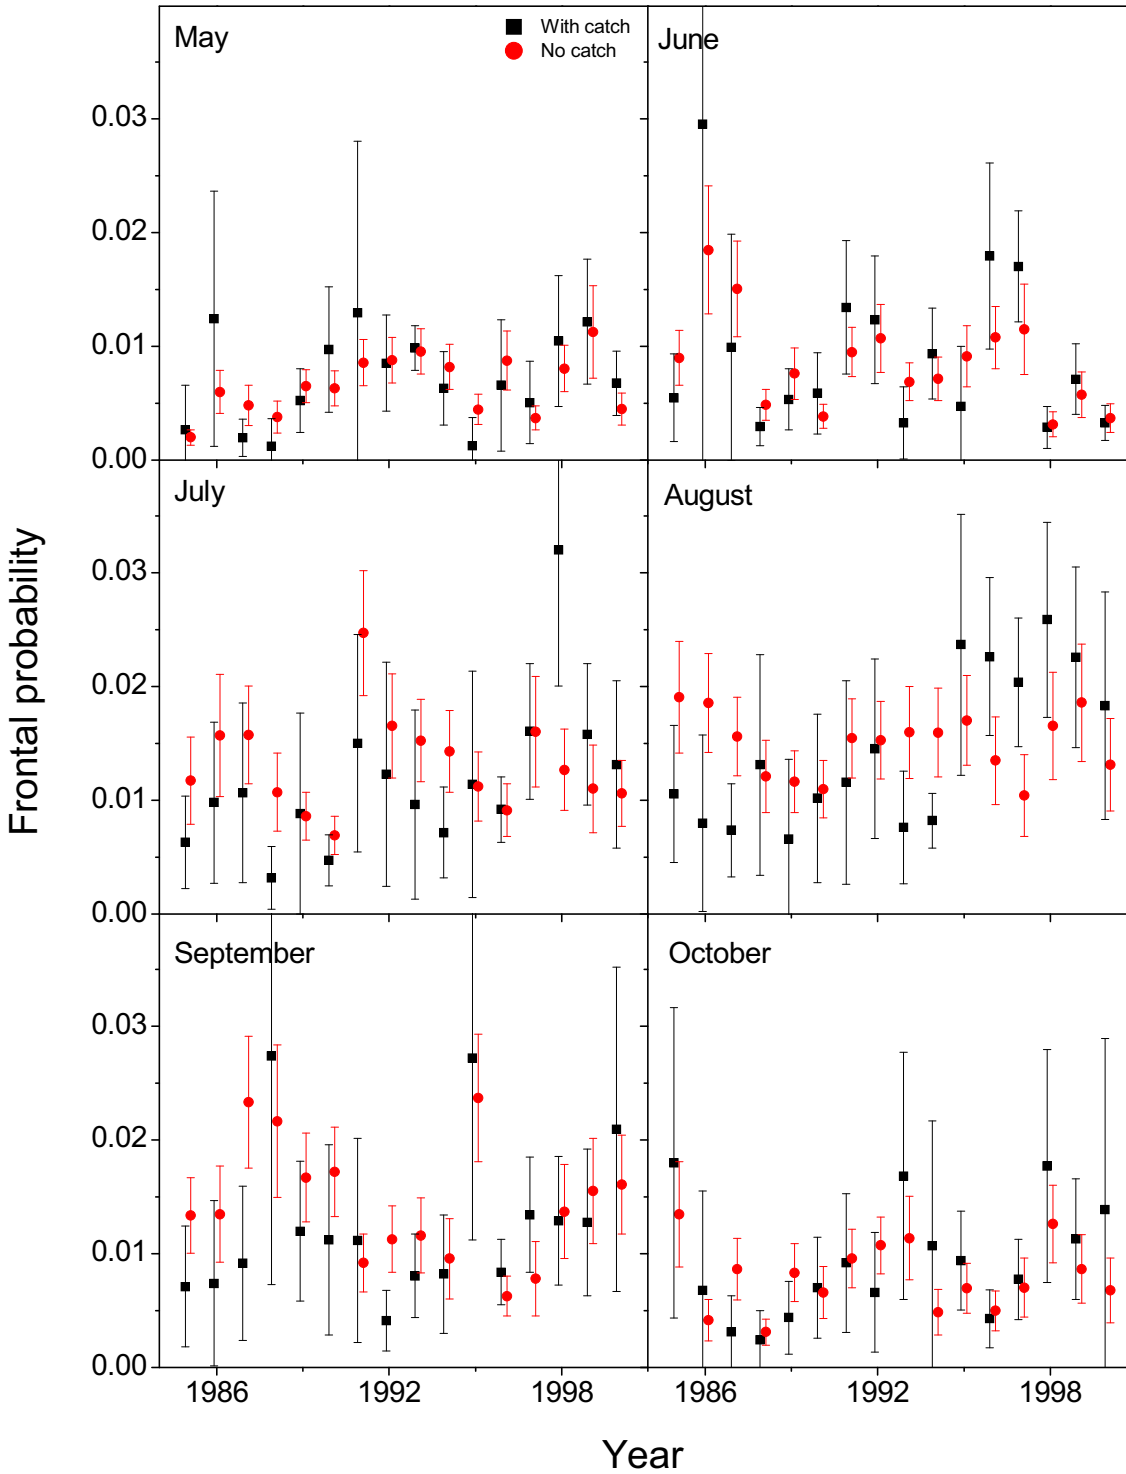 May
With catch
No catch
June
0.03
0.02
0.01
0.00
July
August
0.03
0.02
0.01
0.00
September
October
0.03
0.02
0.01
0.00
1986
1992
1998
1986
1992
1998
Frontal probability
Year